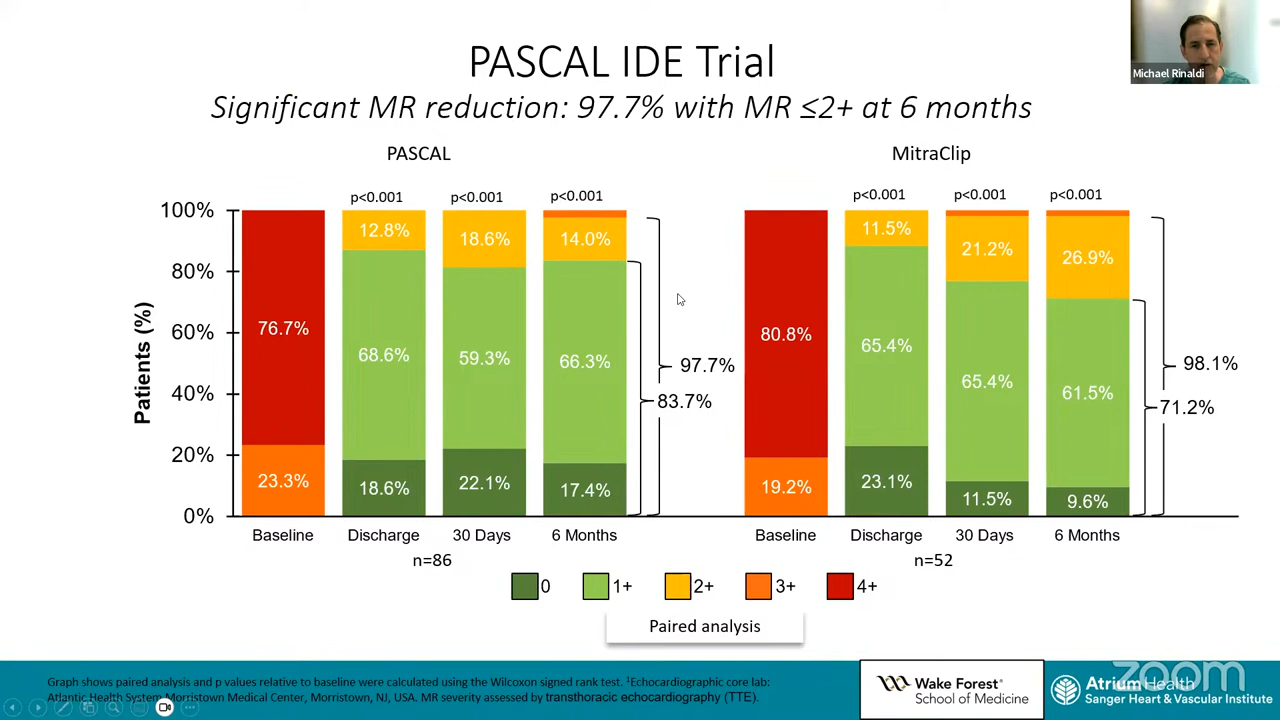 Michael Rinaldi
PASCAL IDE Trial
Significant MR reduction: 97.7% with MR ≤2+ at 6 months
PASCAL
MitraClip
p<0.001
p<0.001
p<0.001
p<0.001
p<0.001
p<0.001
Patients (%)
100%
80%
60%
40%
20%
0%
76.7%
23.3%
12.8%
68.6%
18.6%
18.6%
59.3%
22.1%
14.0%
66.3%
17.4%
97.7%
83.7%
80.8%
19.2%
11.5%
65.4%
23.1%
21.2%
65.4%
11.5%
26.9%
61.5%
9.6%
98.1%
71.2%
Baseline
Discharge
30 Days
6 Months
Baseline
Discharge
30 Days
6 Months
n=86
n=52
0
1+
2+
3+
4+
Paired analysis
Graph shows paired analysis and p values relative to baseline were calculated using the Wilcoxon signed rank test. ¹Echocardiographic core lab:
Atlantic Health System Morristown Medical Center, Morristown, NJ, USA. MR severity assessed by transthoracic echocardiography (TTE).
Wake Forest®
School of Medicine
Atrium Health
Sanger Heart & Vascular Institute
zoom